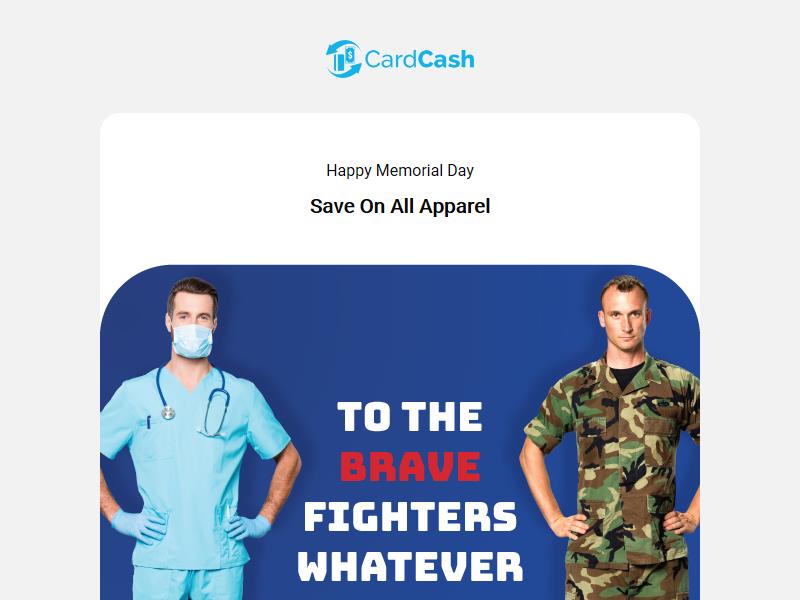 CardCash
Happy Memorial Day
Save On All Apparel
TO THE
BRAVE
FIGHTERS
WHATEVER